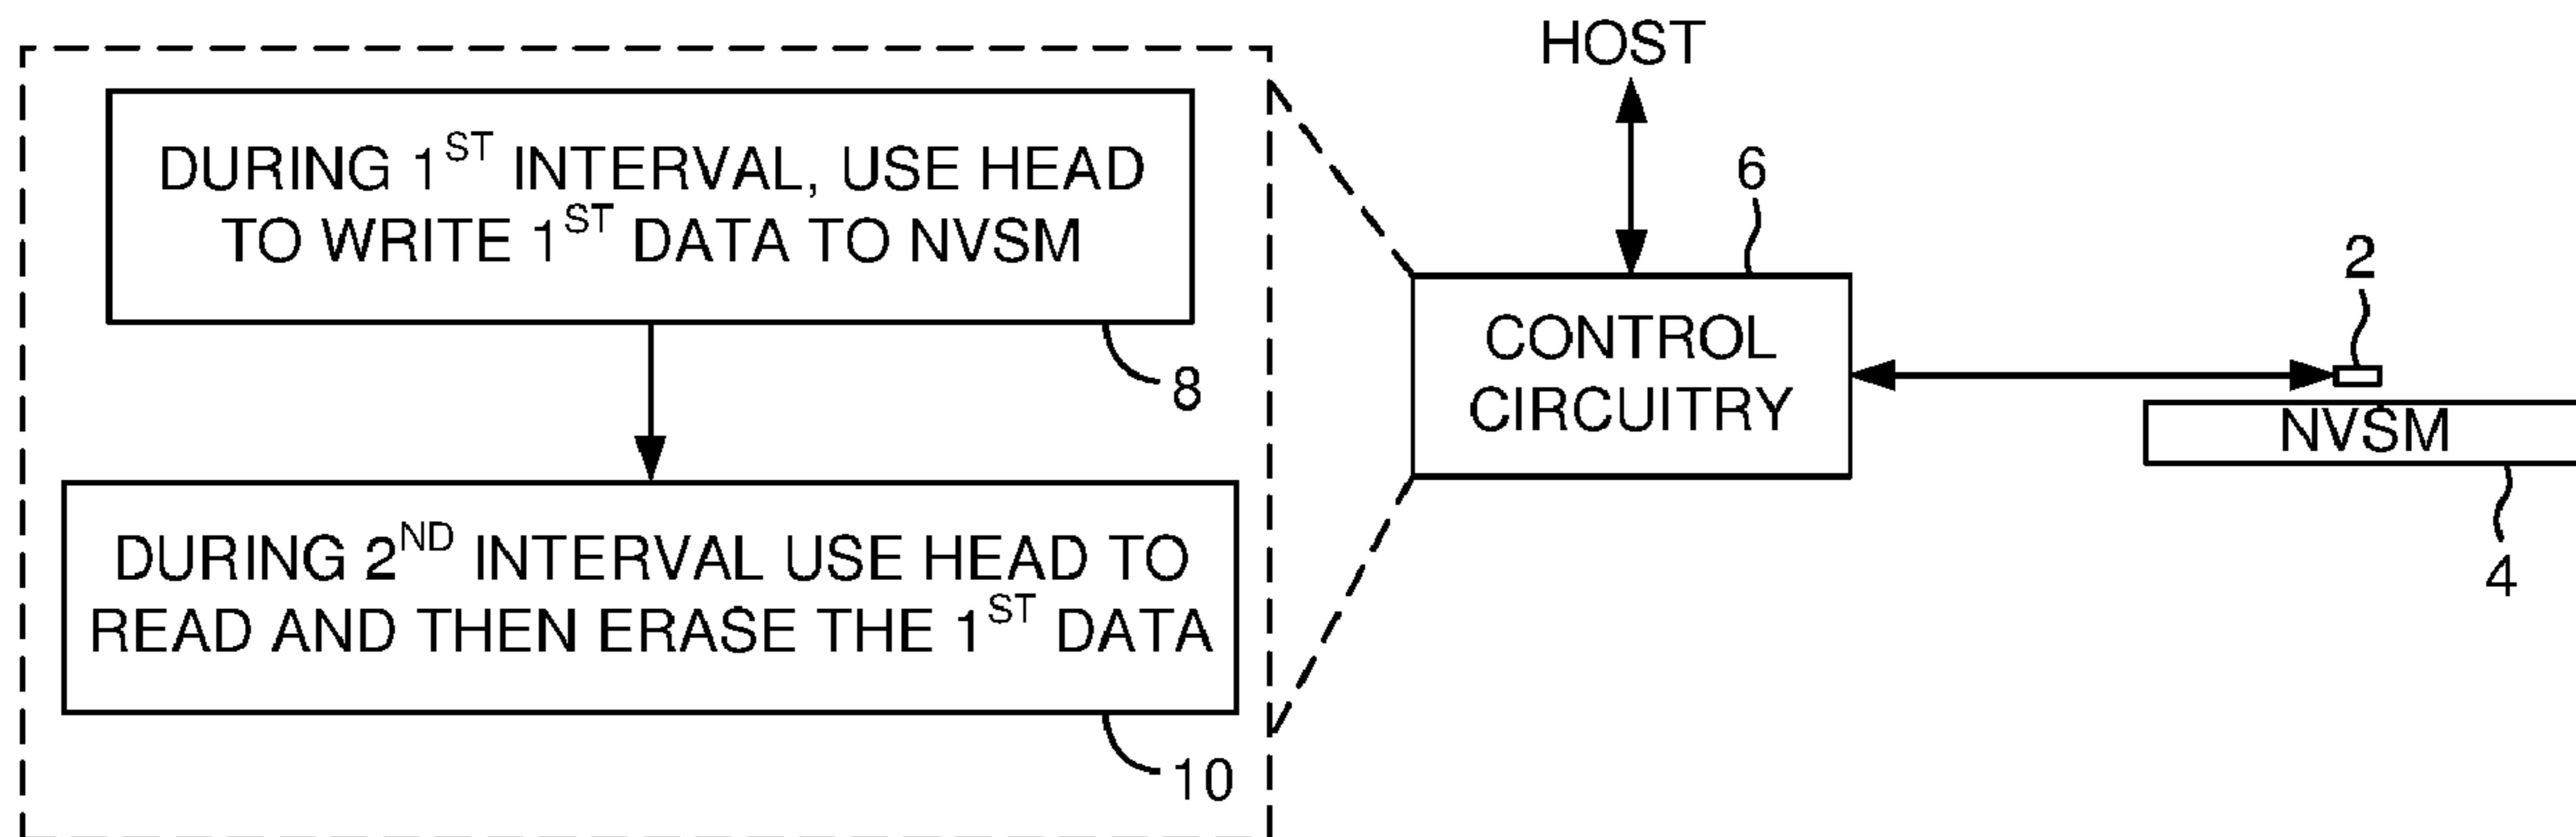 DURING 1ST INTERVAL, USE HEAD
TO WRITE 1ST DATA TO NVSM
8
DURING 2ND INTERVAL USE HEAD TO
READ AND THEN ERASE THE 1ST DATA
10
HOST
6
CONTROL
CIRCUITRY
2
NVSM
4